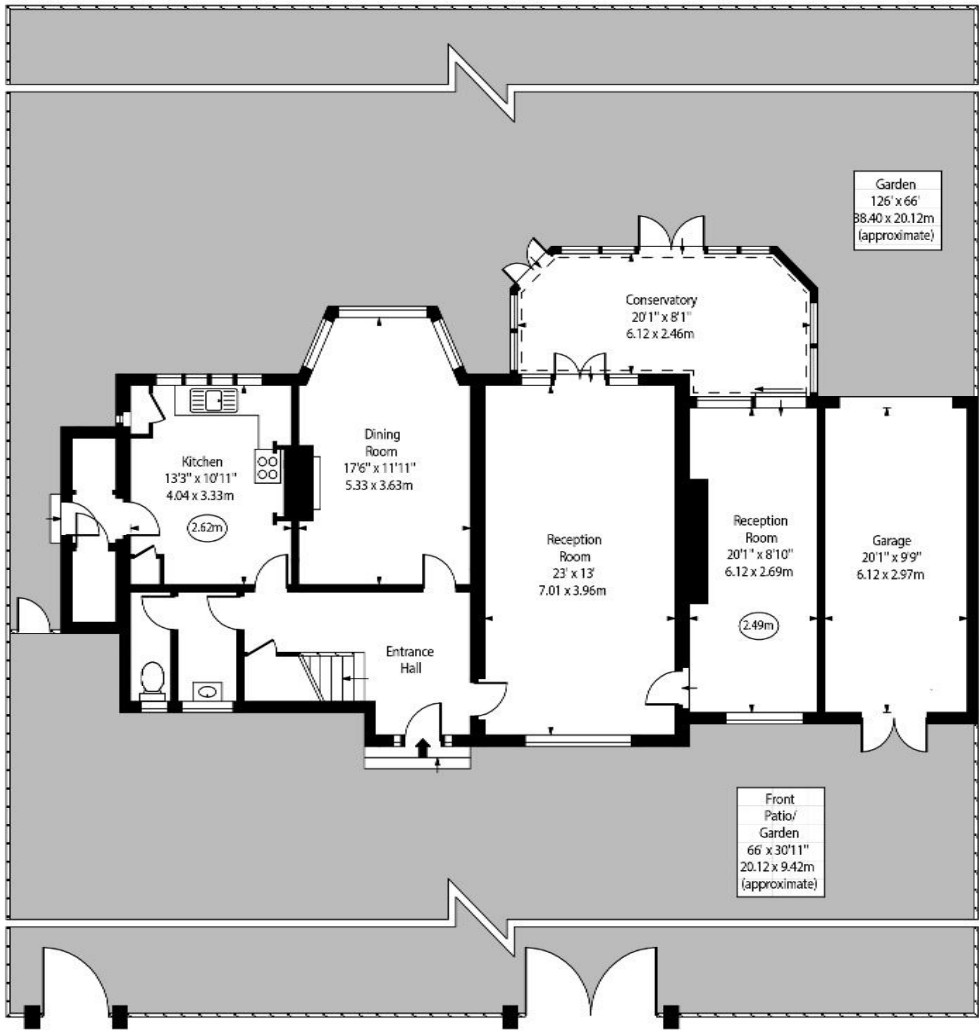 Garden
126' x 66'
38.40 x 20.12m
(approximate)
Conservatory
20'1" x 8'1"
6.12 x 2.46m
Dining
Room
17'6" x 11'11"
5.33 x 3.63m
Kitchen
13'3" x 10'11"
4.04 x 3.33m
2.62m
Reception
Room
23' x 13'
7.01 x 3.96m
Reception
Room
20'1" x 8'10"
6.12 x 2.69m
2.49m
Garage
20'1" x 9'9"
6.12 x 2.97m
Entrance
Hall
Front
Patio/
Garden
66' x 30'11"
20.12 x 9.42m
(approximate)